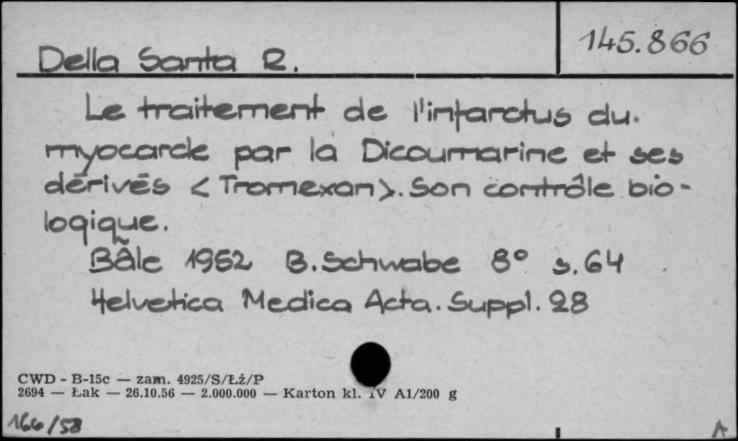 145.866
Della Santa R.
Le traitement de l'infarctus du.
myocarde par la Dicoumarine et ses
dérivés <Tromexan>. Son contrôle bio-
logique.
Bâle 1952 B. Schwabe 8° s. 64
Helvetica Medica Acta. Suppl. 28
CWD - B-15c — zam. 4925/S/Łż/P
2694 — Łak — 26.10.56 — 2.000.000 — Karton kl. IV A1/200 g
166/58
A